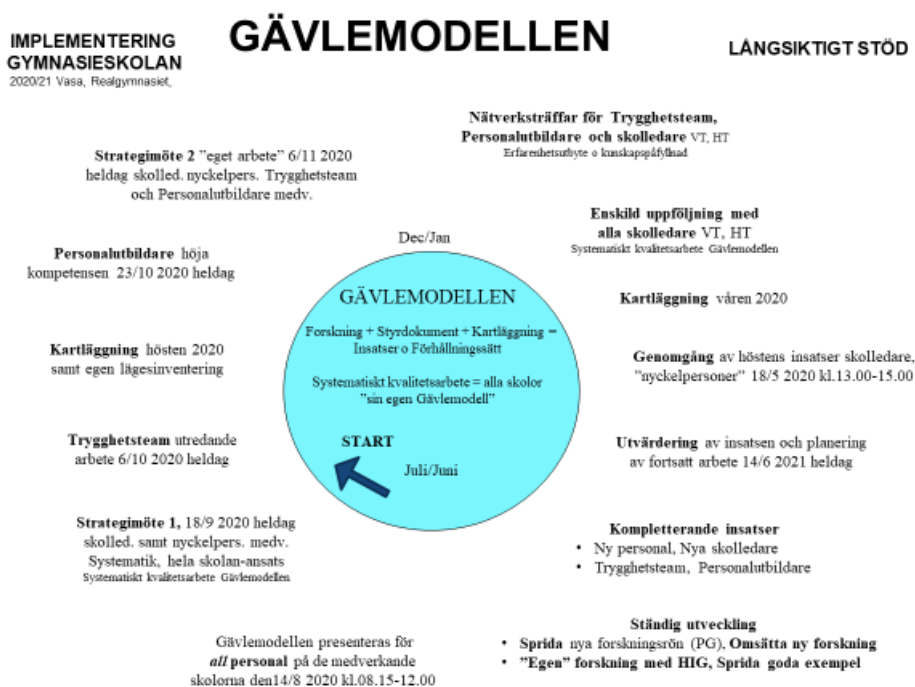 IMPLEMENTERING
GYMNASIESKOLAN
2020/21 Vasa, Realgymnasiet,
GÄVLEMODELLEN
LÅNGSIKTIGT STÖD
Strategimöte 2 ”eget arbete” 6/11 2020
heldag skolled. nyckelpers. Trygghetsteam
och Personalutbildare medv.
Personalutbildare höja
kompetensen 23/10 2020 heldag
Kartläggning hösten 2020
samt egen lägesinventering
Trygghetsteam utredande
arbete 6/10 2020 heldag
Strategimöte 1, 18/9 2020 heldag
skolled. samt nyckelpers. medv.
Systematik, hela skolan-ansats
Systematiskt kvalitetsarbete Gävlemodellen
Gävlemodellen presenteras för
all personal på de medverkande
skolorna den14/8 2020 kl.08.15-12.00
Dec/Jan
GÄVLEMODELLEN
Forskning + Styrdokument + Kartläggning =
Insatser o Förhållningssätt
Systematiskt kvalitetsarbete = alla skolor
”sin egen Gävlemodell”
START
Juli/Juni
Nätverksträffar för Trygghetsteam,
Personalutbildare och skolledare VT, HT
Erfarenhetsutbyte o kunskapspåfyllnad
Enskild uppföljning med
alla skolledare VT, HT
Systematiskt kvalitetsarbete Gävlemodellen
Kartläggning våren 2020
Genomgång av höstens insatser skolledare,
”nyckelpersoner” 18/5 2020 kl.13.00-15.00
Utvärdering av insatsen och planering
av fortsatt arbete 14/6 2021 heldag
Kompletterande insatser
• Ny personal, Nya skolledare
• Trygghetsteam, Personalutbildare
Ständig utveckling
• Sprida nya forskningsrön (PG), Omsätta ny forskning
• ”Egen” forskning med HIG, Sprida goda exempel